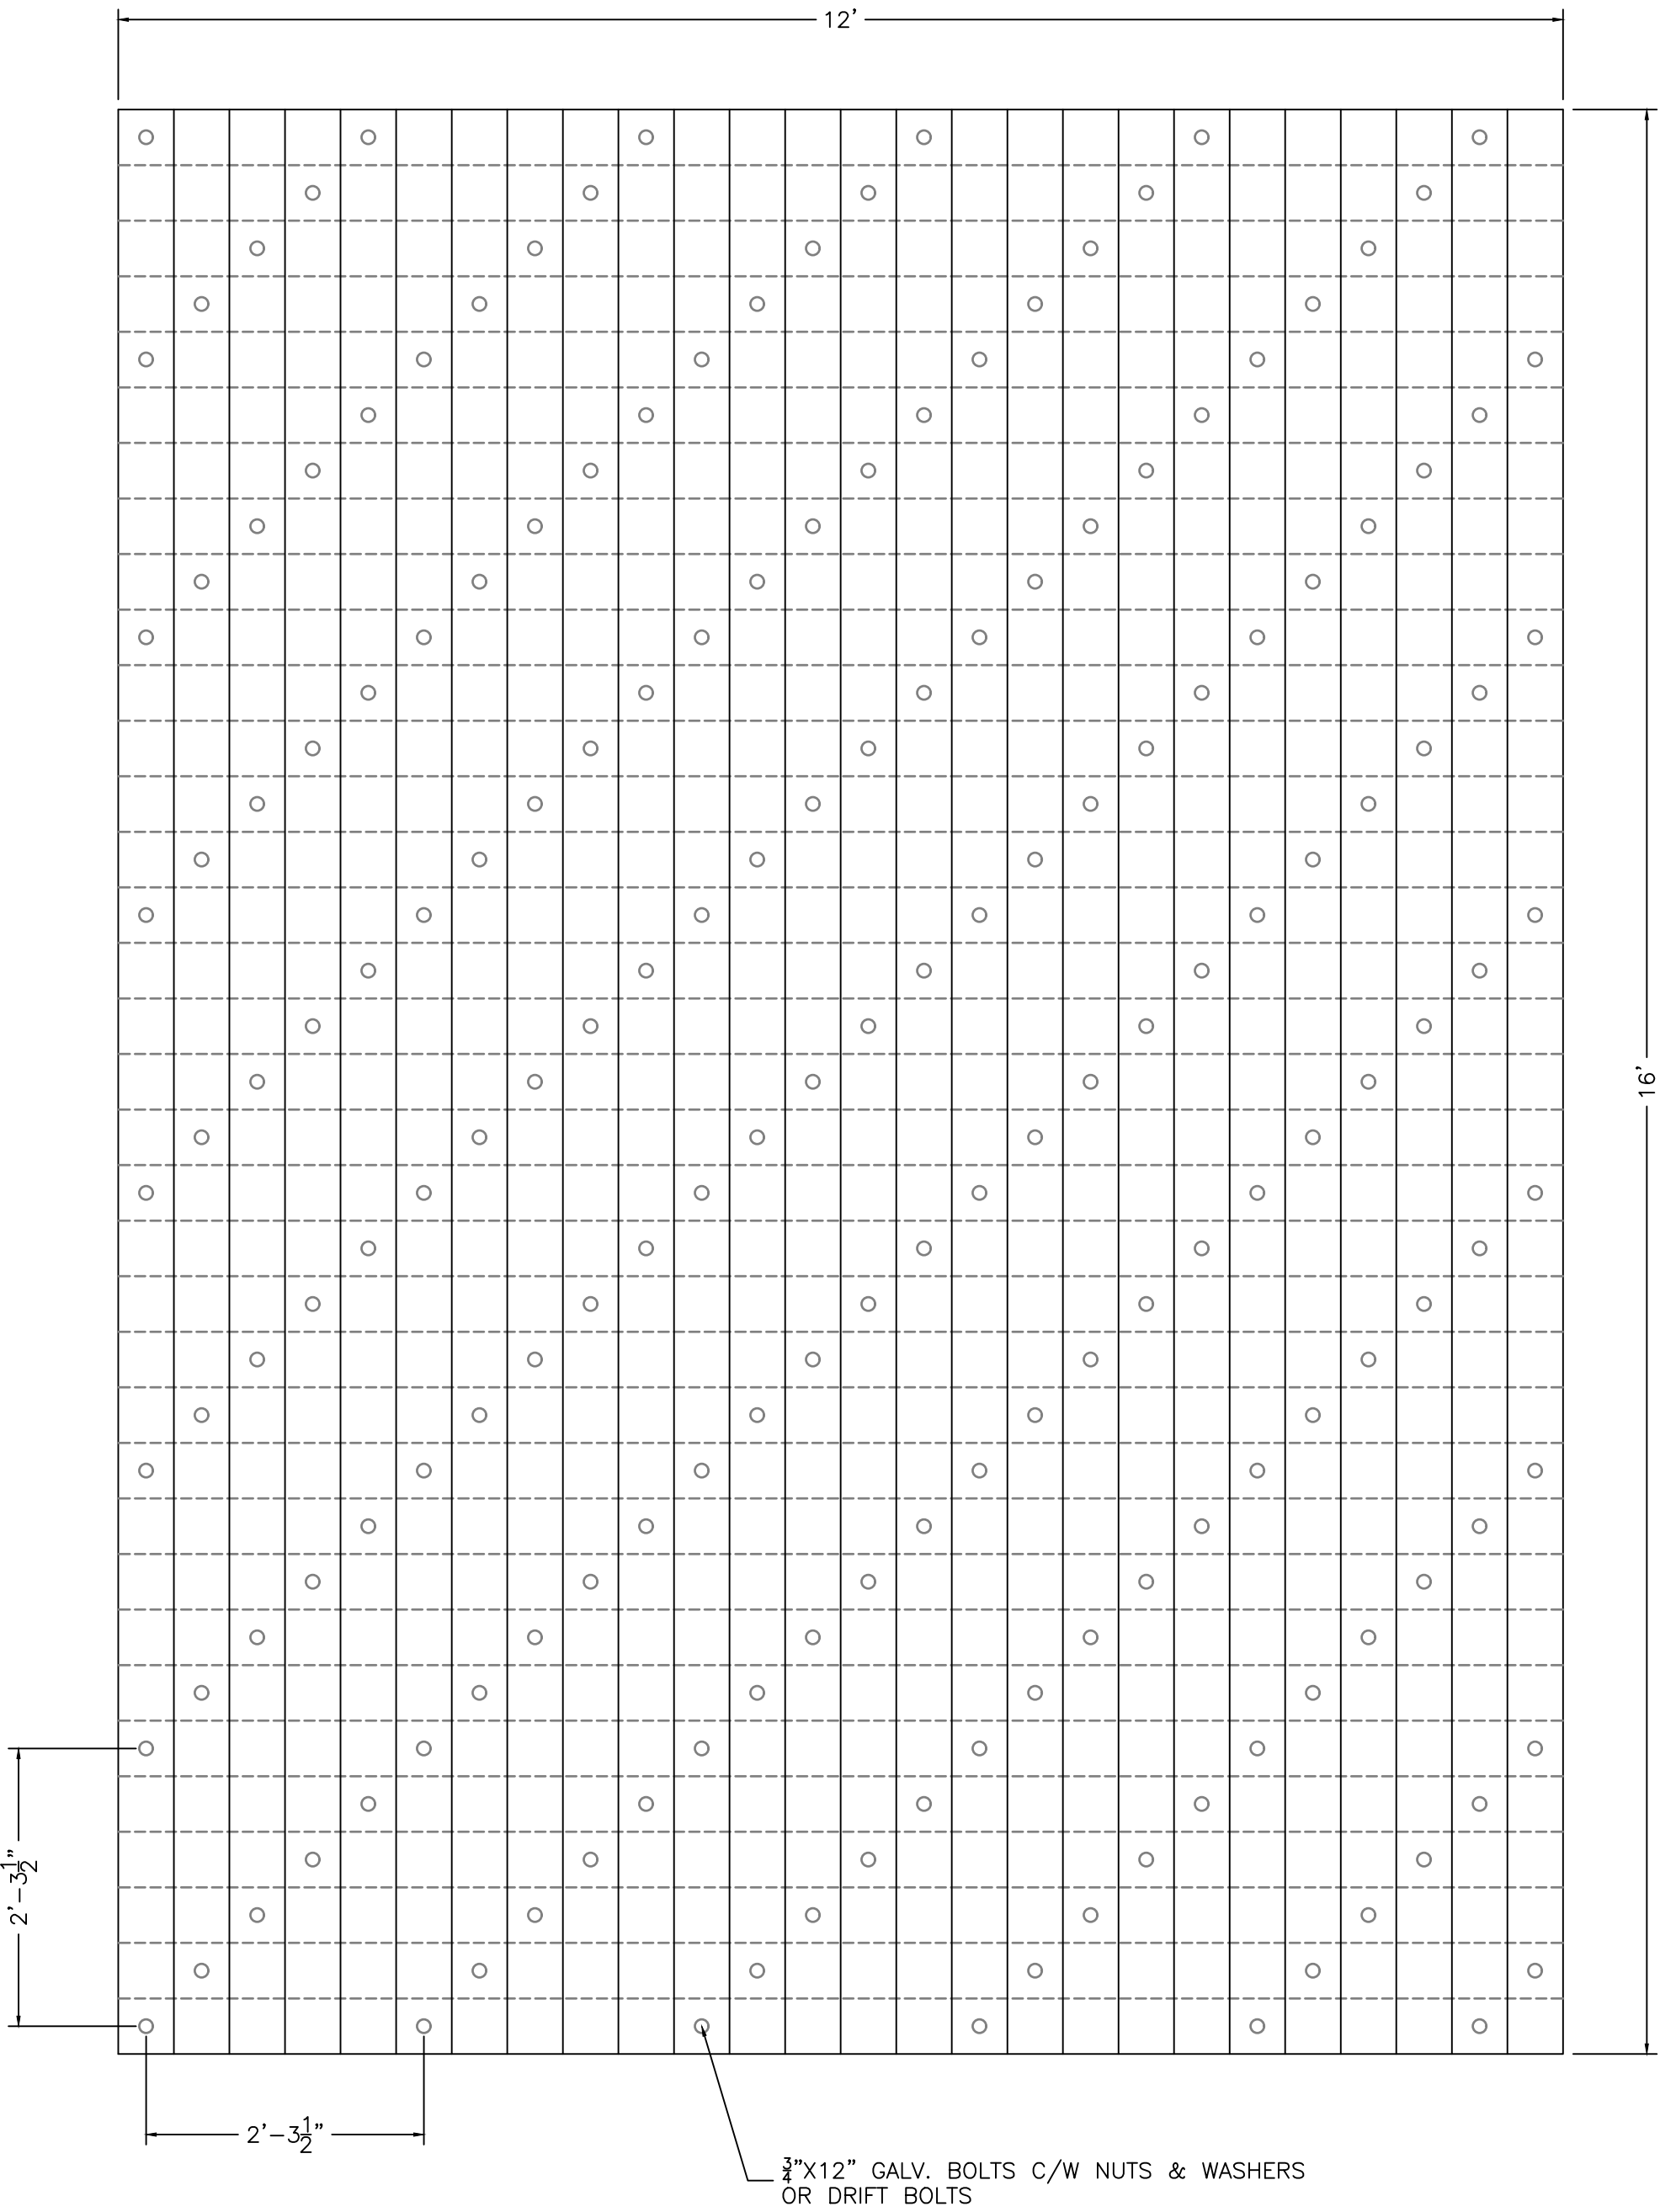 12'
16'
2'-3½"
2'-3½"
¾"X12" GALV. BOLTS C/W NUTS & WASHERS
OR DRIFT BOLTS